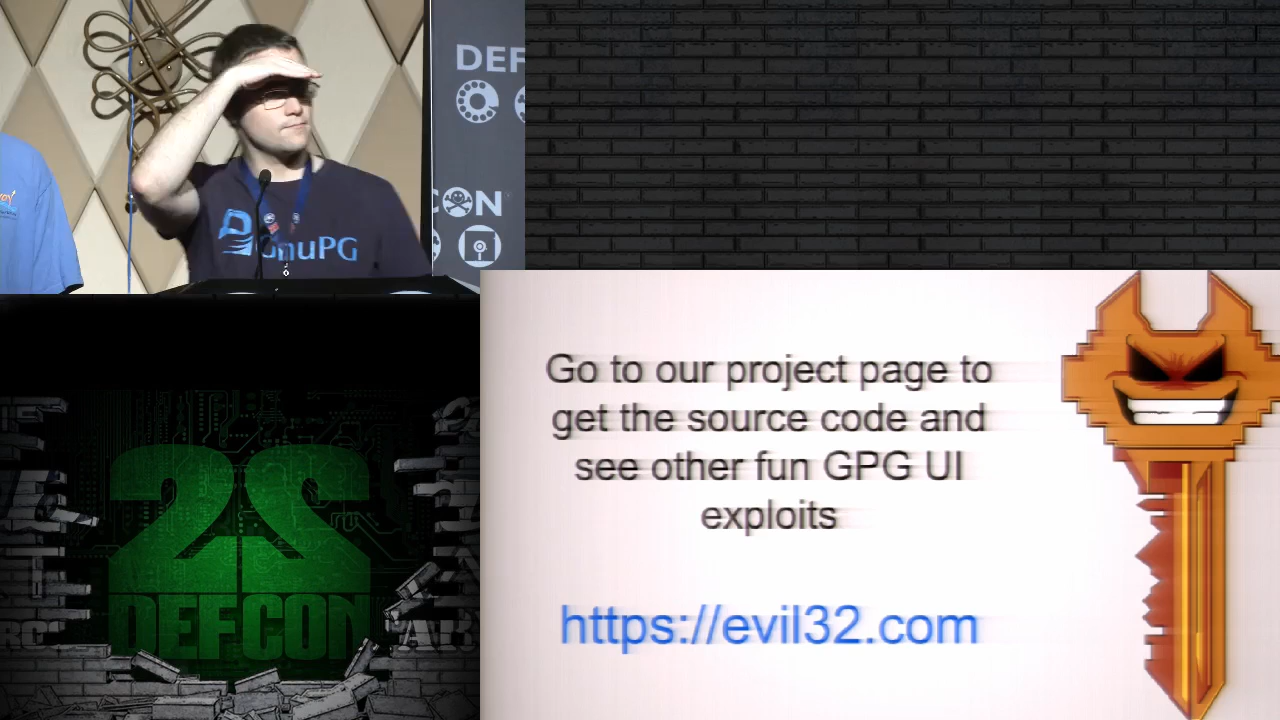 DEF
CON
GnuPG
Go to our project page to
get the source code and
see other fun GPG UI
exploits
https://evil32.com
22
DEFCON